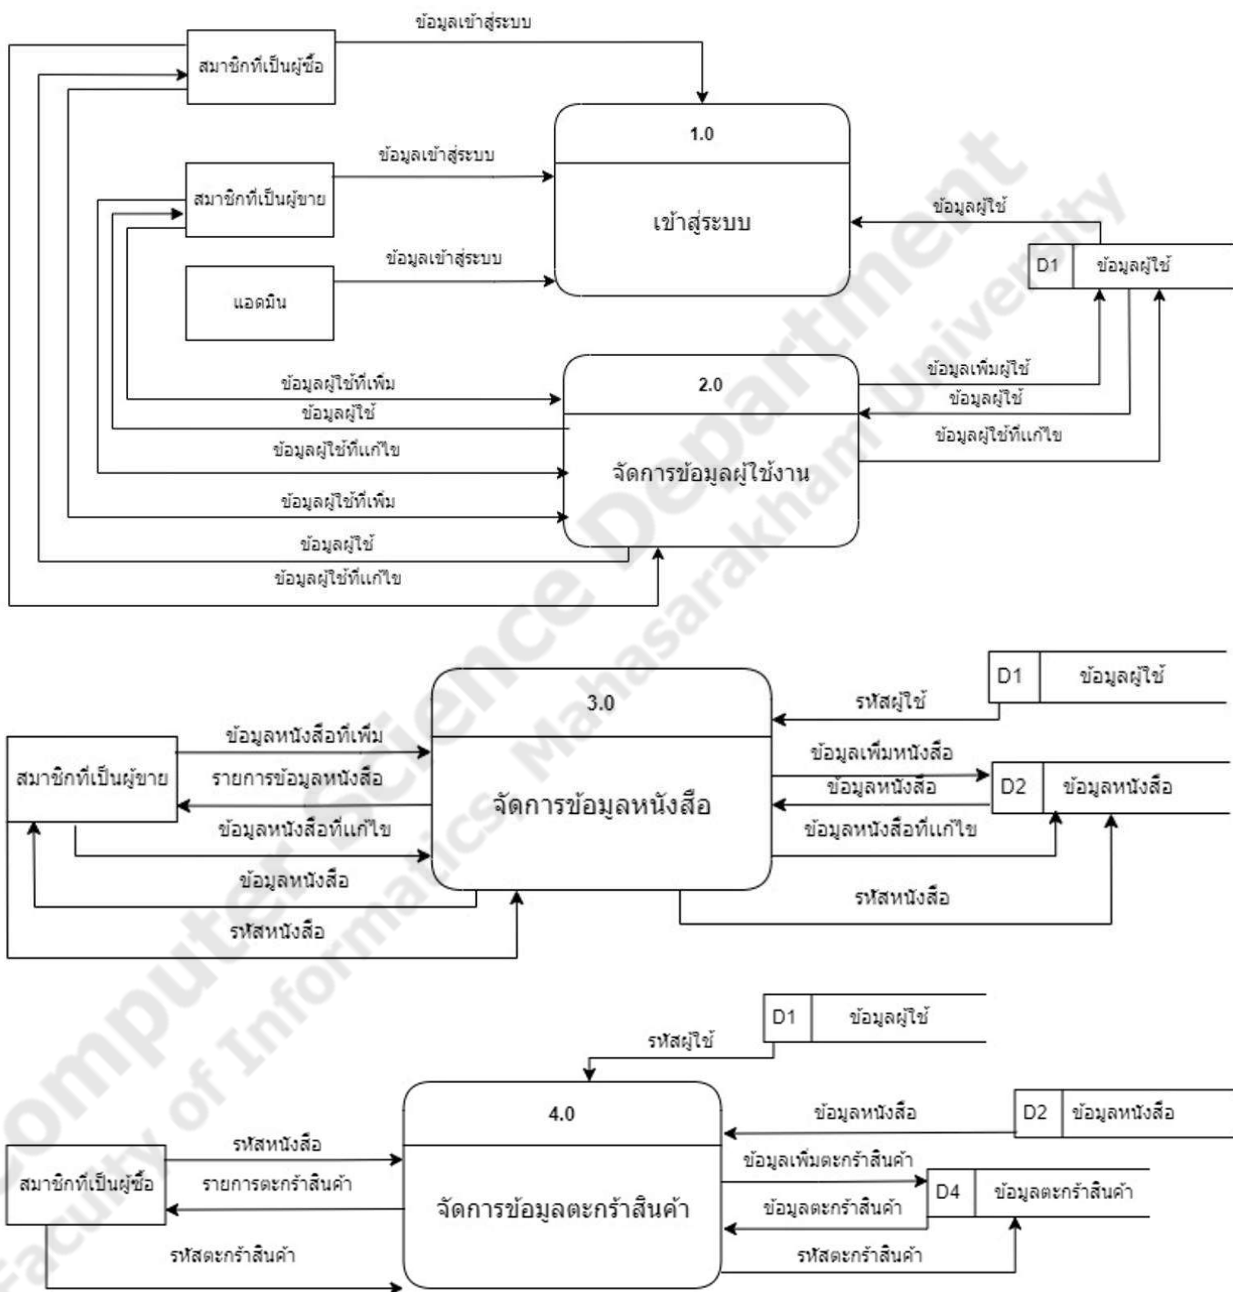 ข้อมูลเข้าสู่ระบบ
สมาชิกที่เป็นผู้ซื้อ
1.0
ข้อมูลเข้าสู่ระบบ
สมาชิกที่เป็นผู้ขาย
เข้าสู่ระบบ
ข้อมูลผู้ใช้
ข้อมูลเข้าสู่ระบบ
D1 ข้อมูลผู้ใช้
แอดมิน
2.0
ข้อมูลเพิ่มผู้ใช้
ข้อมูลผู้ใช้ที่เพิ่ม
ข้อมูลผู้ใช้
ข้อมูลผู้ใช้
ข้อมูลผู้ใช้ที่แก้ไข
ข้อมูลผู้ใช้ที่แก้ไข
จัดการข้อมูลผู้ใช้งาน
ข้อมูลผู้ใช้ที่เพิ่ม
ข้อมูลผู้ใช้
ข้อมูลผู้ใช้ที่แก้ไข
3.0
D1 ข้อมูลผู้ใช้
รหัสผู้ใช้
ข้อมูลหนังสือที่เพิ่ม
ข้อมูลเพิ่มหนังสือ
สมาชิกที่เป็นผู้ขาย
รายการข้อมูลหนังสือ
จัดการข้อมูลหนังสือ
ข้อมูลหนังสือ
D2 ข้อมูลหนังสือ
ข้อมูลหนังสือที่แก้ไข
ข้อมูลหนังสือที่แก้ไข
ข้อมูลหนังสือ
รหัสหนังสือ
รหัสหนังสือ
D1 ข้อมูลผู้ใช้
รหัสผู้ใช้
4.0
ข้อมูลหนังสือ
D2 ข้อมูลหนังสือ
รหัสหนังสือ
ข้อมูลเพิ่มตะกร้าสินค้า
สมาชิกที่เป็นผู้ซื้อ
รายการตะกร้าสินค้า
จัดการข้อมูลตะกร้าสินค้า
ข้อมูลตะกร้าสินค้า
D4 ข้อมูลตะกร้าสินค้า
รหัสตะกร้าสินค้า
รหัสตะกร้าสินค้า
Computer Science Department
Faculty of Informatics, Mahasarakham University